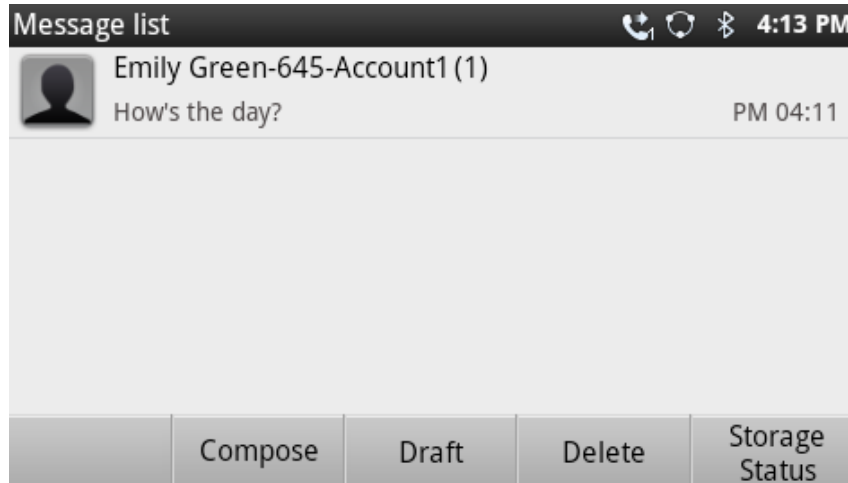 Message list 1 4:13 PM
Emily Green-645-Account1(1)
How's the day? PM 04:11
Compose Draft Delete Storage
Status